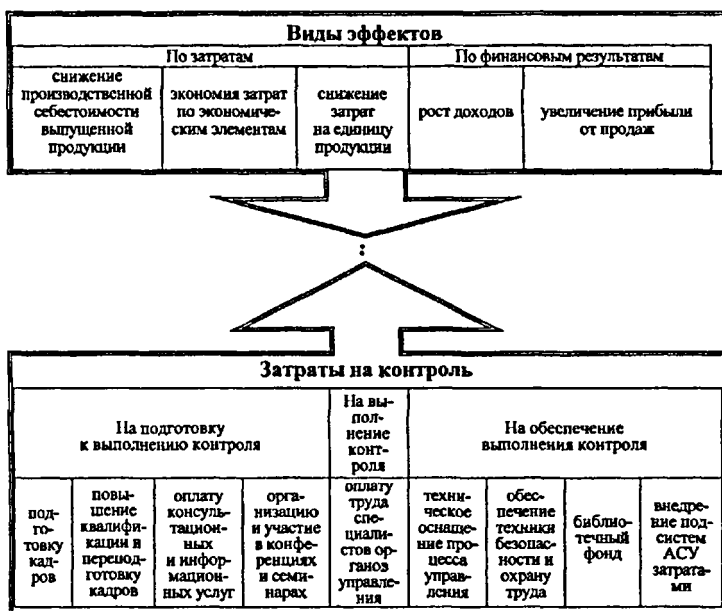 Виды эффектов
По затратам
По финансовым результатам
снижение
производственной
себестоимости
выпущенной
продукции
экономия затрат
по экономиче-
ским элементам
снижение
затрат
на единицу
продукции
рост доходов
увеличение прибыли
от продаж
:
Затраты на контроль
На подготовку
к выполнению контроля
На вы-
пол-
нение
конт-
роля
На обеспечение
выполнения контроля
под-
го-
товку
кад-
ров
повы-
шение
квалифи-
кации и
перепод-
готовку
кадров
оплату
консуль-
тацион-
ных
и инфор-
мацион-
ных услуг
орга-
низацию
и участие
в конфе-
ренциях
и семи-
нарах
оплату
труда
спе-
циали-
стов ор-
ганов
управле-
ния
техни-
ческое
оснаще-
ние про-
цесса
управ-
ления
обес-
печение
техники
безопас-
ности и
охрану
труда
библио-
течный
фонд
внедре-
ние под-
систем
АСУ
затрата-
ми